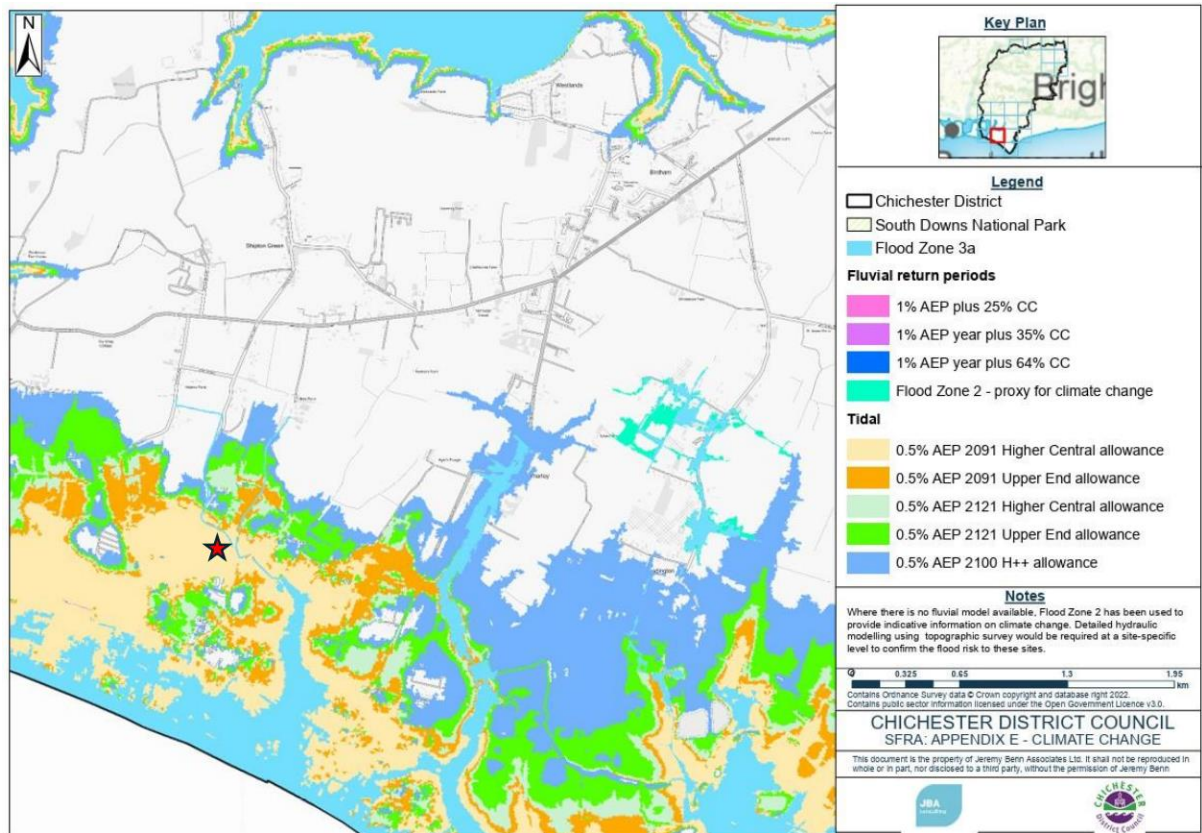 N
Westlands
Birdham
Shipton Green
Key Plan
Brigh
Legend
Chichester District
South Downs National Park
Flood Zone 3a
Fluvial return periods
1% AEP plus 25% CC
1% AEP year plus 35% CC
1% AEP year plus 64% CC
Flood Zone 2 - proxy for climate change
Tidal
0.5% AEP 2091 Higher Central allowance
0.5% AEP 2091 Upper End allowance
0.5% AEP 2121 Higher Central allowance
0.5% AEP 2121 Upper End allowance
0.5% AEP 2100 H++ allowance
Notes
Where there is no fluvial model available, Flood Zone 2 has been used to
provide indicative information on climate change. Detailed hydraulic
modelling using topographic survey would be required at a site-specific
level to confirm the flood risk to these sites.
0 0.325 0.65 1.3 1.95
km
Contains Ordnance Survey data © Crown copyright and database right 2022.
Contains public sector information licensed under the Open Government Licence v3.0.
CHICHESTER DISTRICT COUNCIL
SFRA: APPENDIX E - CLIMATE CHANGE
This document is the property of Jeremy Benn Associates Ltd. It shall not be reproduced in
whole or in part, nor disclosed to a third party, without the permission of Jeremy Benn
JBA
consulting
CHICHESTER
District Council